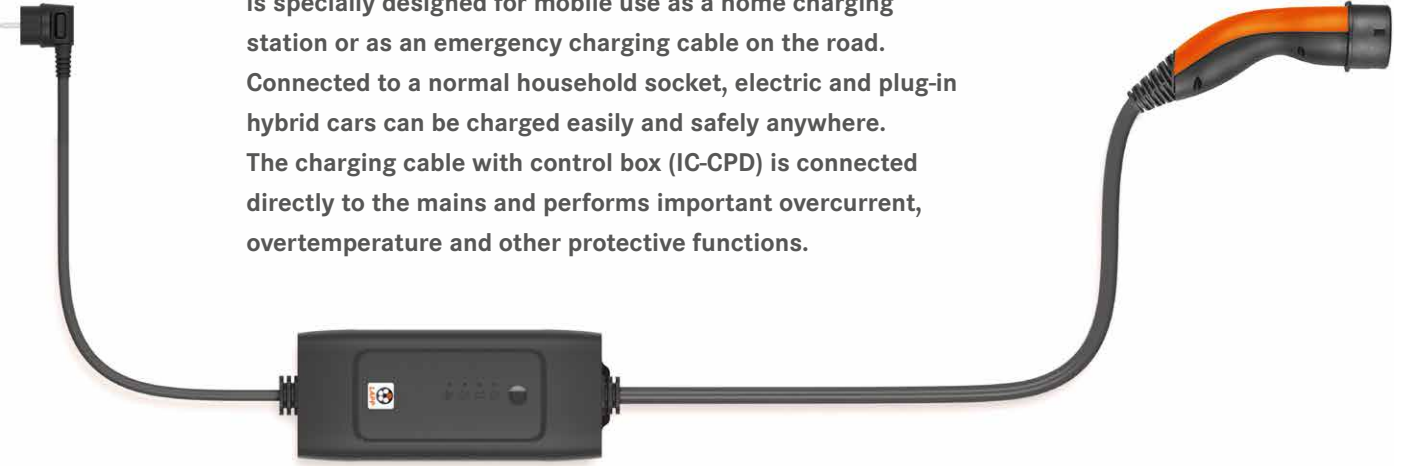 is specially designed for mobile use as a home charging
station or as an emergency charging cable on the road.
Connected to a normal household socket, electric and plug-in
hybrid cars can be charged easily and safely anywhere.
The charging cable with control box (IC-CPD) is connected
directly to the mains and performs important overcurrent,
overtemperature and other protective functions.
LAPP